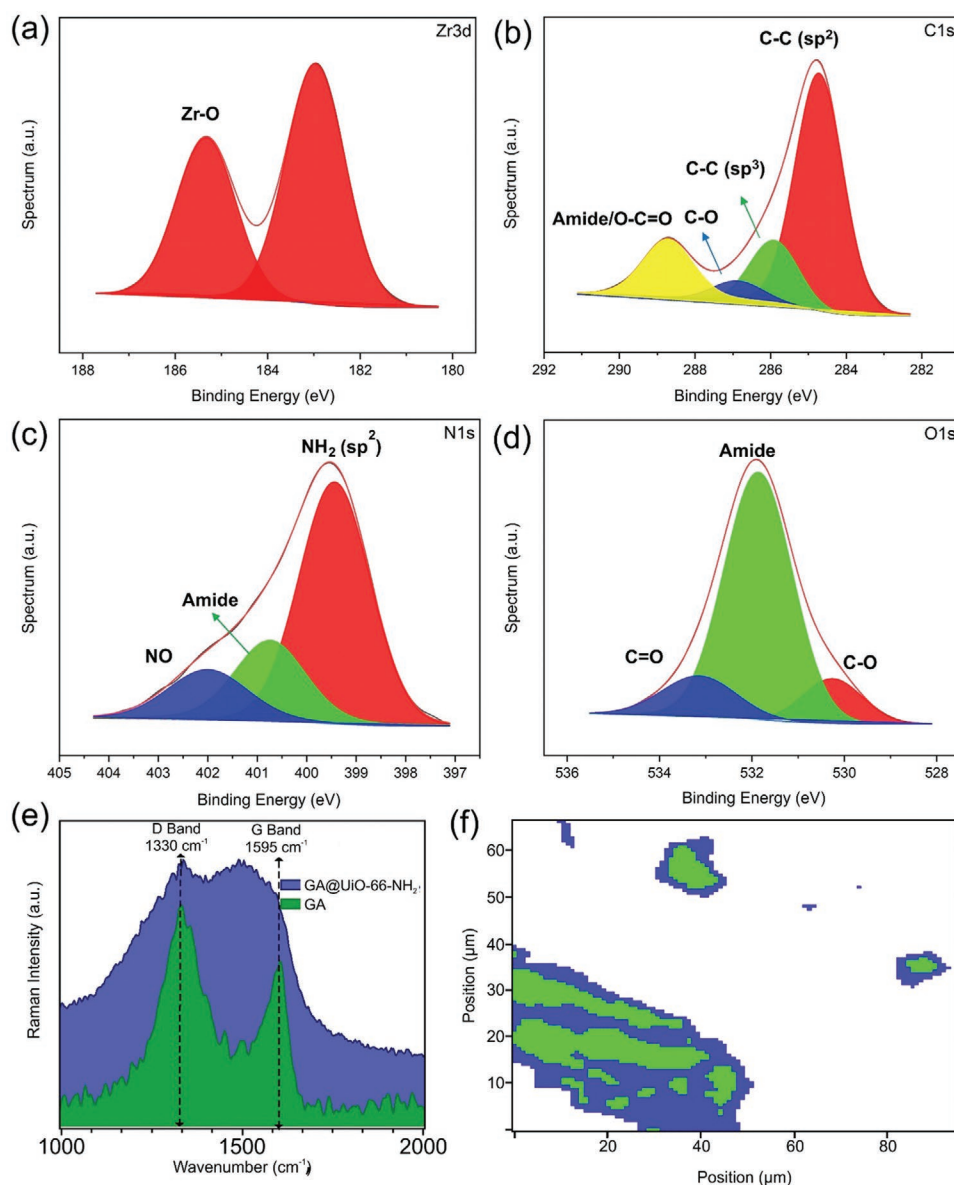 (a)
Zr3d
Zr-O
Spectrum (a.u.)
188 186 184 182 180
Binding Energy (eV)
(b)
C1s
C-C (sp²)
C-C (sp³)
Amide/O-C=O C-O
Spectrum (a.u.)
292 290 288 286 284 282
Binding Energy (eV)
(c)
N1s
NH₂ (sp²)
Amide
NO
Spectrum (a.u.)
405 404 403 402 401 400 399 398 397
Binding Energy (eV)
(d)
O1s
Amide
C=O
C-O
Spectrum (a.u.)
536 534 532 530 528
Binding Energy (eV)
(e)
D Band G Band
1330 cm⁻¹ 1595 cm⁻¹
GA@UiO-66-NH₂
GA
Raman Intensity (a.u.)
1000 1500 2000
Wavenumber (cm⁻¹)
(f)
60
50
40
30
20
10
Position (µm)
20 40 60 80
Position (µm)